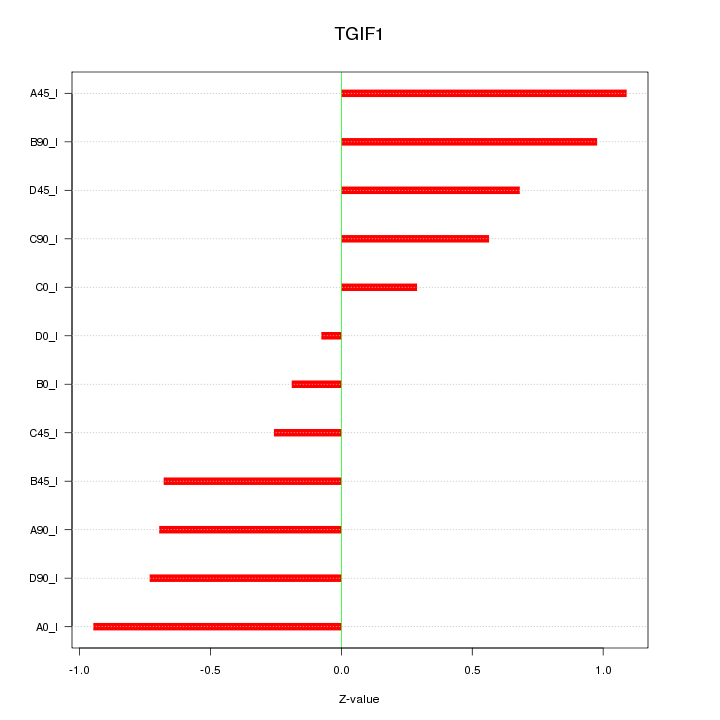 TGIF1
A45_I
B90_I
D45_I
C90_I
C0_I
D0_I
B0_I
C45_I
B45_I
A90_I
D90_I
A0_I
-1.0 -0.5 0.0 0.5 1.0
Z-value